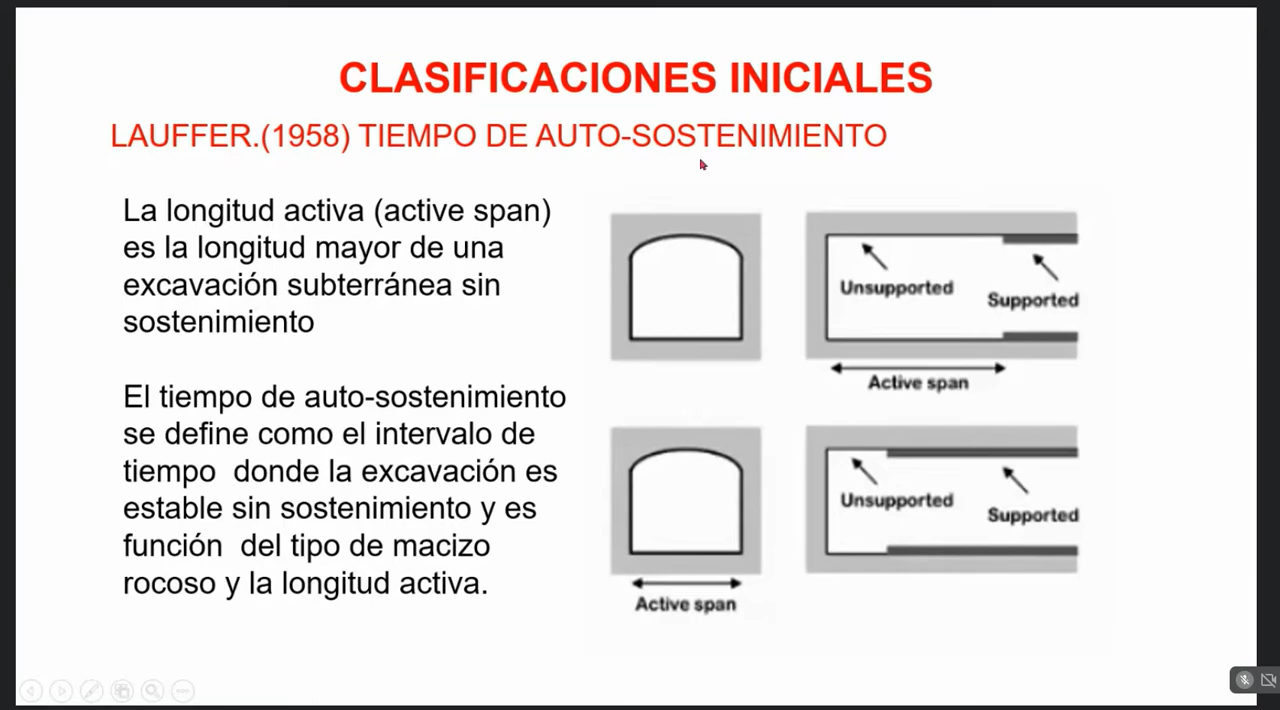 CLASIFICACIONES INICIALES
LAUFFER.(1958) TIEMPO DE AUTO-SOSTENIMIENTO
La longitud activa (active span)
es la longitud mayor de una
excavación subterránea sin
sostenimiento
El tiempo de auto-sostenimiento
se define como el intervalo de
tiempo donde la excavación es
estable sin sostenimiento y es
función del tipo de macizo
rocoso y la longitud activa.
Unsupported
Supported
Active span
Unsupported
Supported
Active span